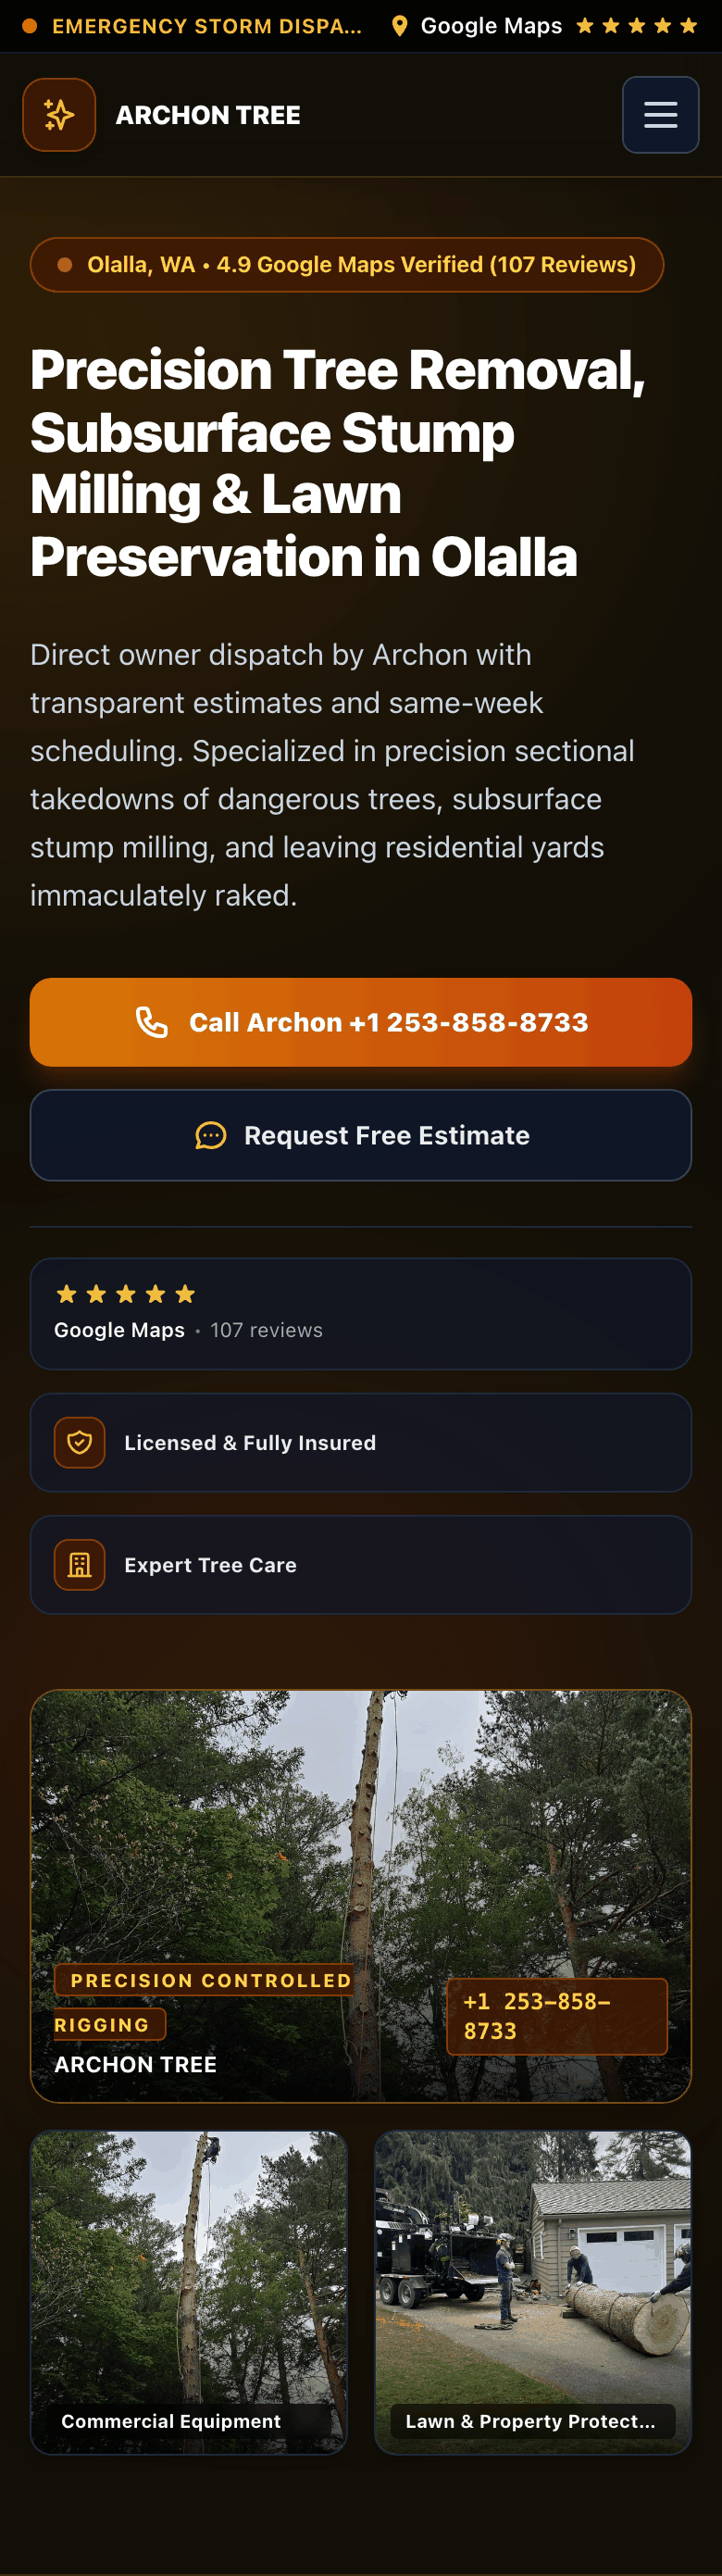 EMERGENCY STORM DISPA...
Google Maps
ARCHON TREE
Olalla, WA • 4.9 Google Maps Verified (107 Reviews)
Precision Tree Removal,
Subsurface Stump
Milling & Lawn
Preservation in Olalla
Direct owner dispatch by Archon with
transparent estimates and same-week
scheduling. Specialized in precision sectional
takedowns of dangerous trees, subsurface
stump milling, and leaving residential yards
immaculately raked.
Call Archon +1 253-858-8733
Request Free Estimate
Google Maps • 107 reviews
Licensed & Fully Insured
Expert Tree Care
PRECISION CONTROLLED
RIGGING
ARCHON TREE
+1 253-858-
8733
Commercial Equipment
Lawn & Property Protect...